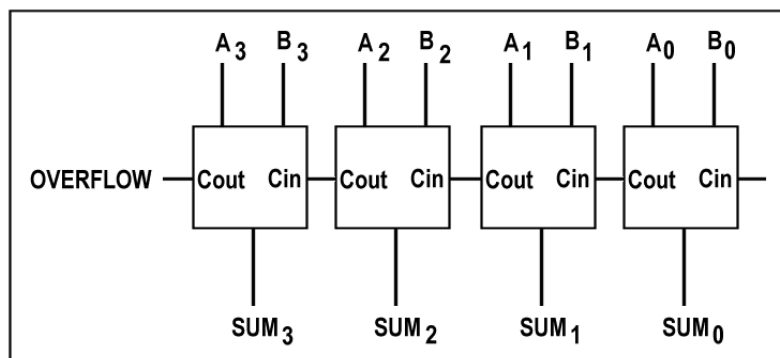 A3 B3 A2 B2 A1 B1 A0 B0
OVERFLOW Cout Cin Cout Cin Cout Cin Cout Cin
SUM3 SUM2 SUM1 SUM0